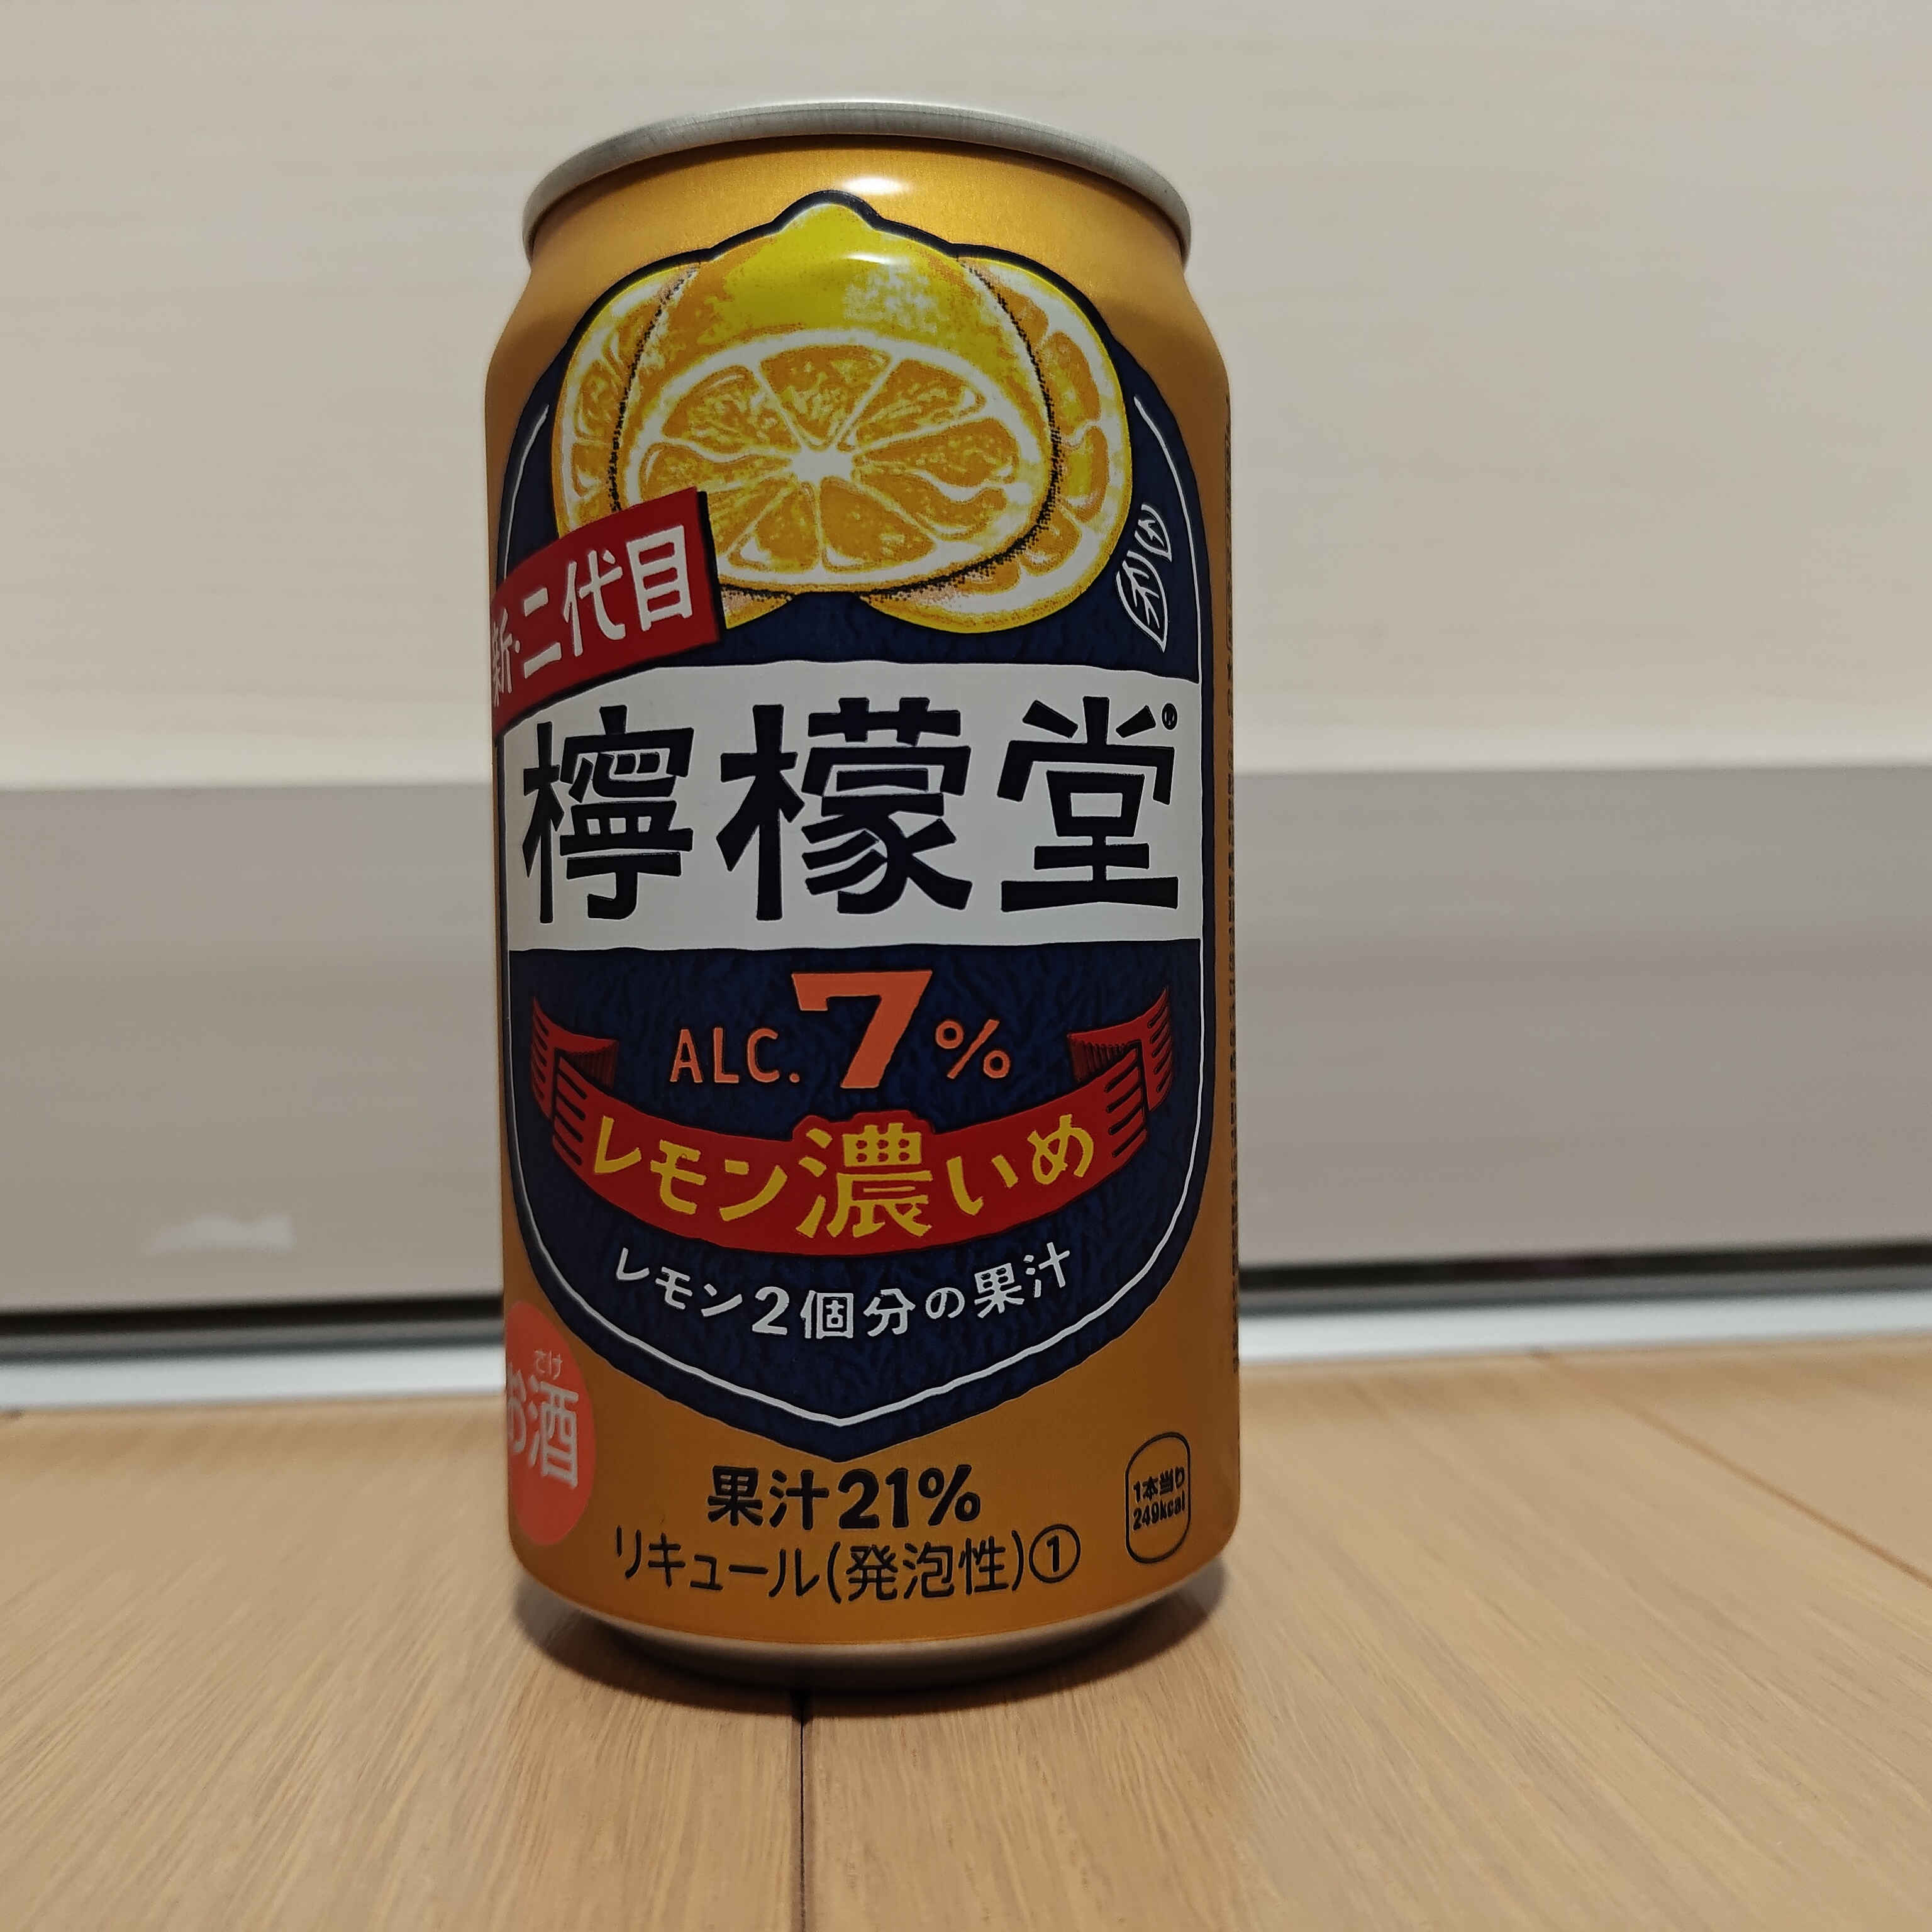 新・二代目
檸檬堂®
ALC.7%
レモン濃いめ
レモン2個分の果汁
さけ
お酒
果汁21%
リキュール(発泡性)①
1本当り
249kcal